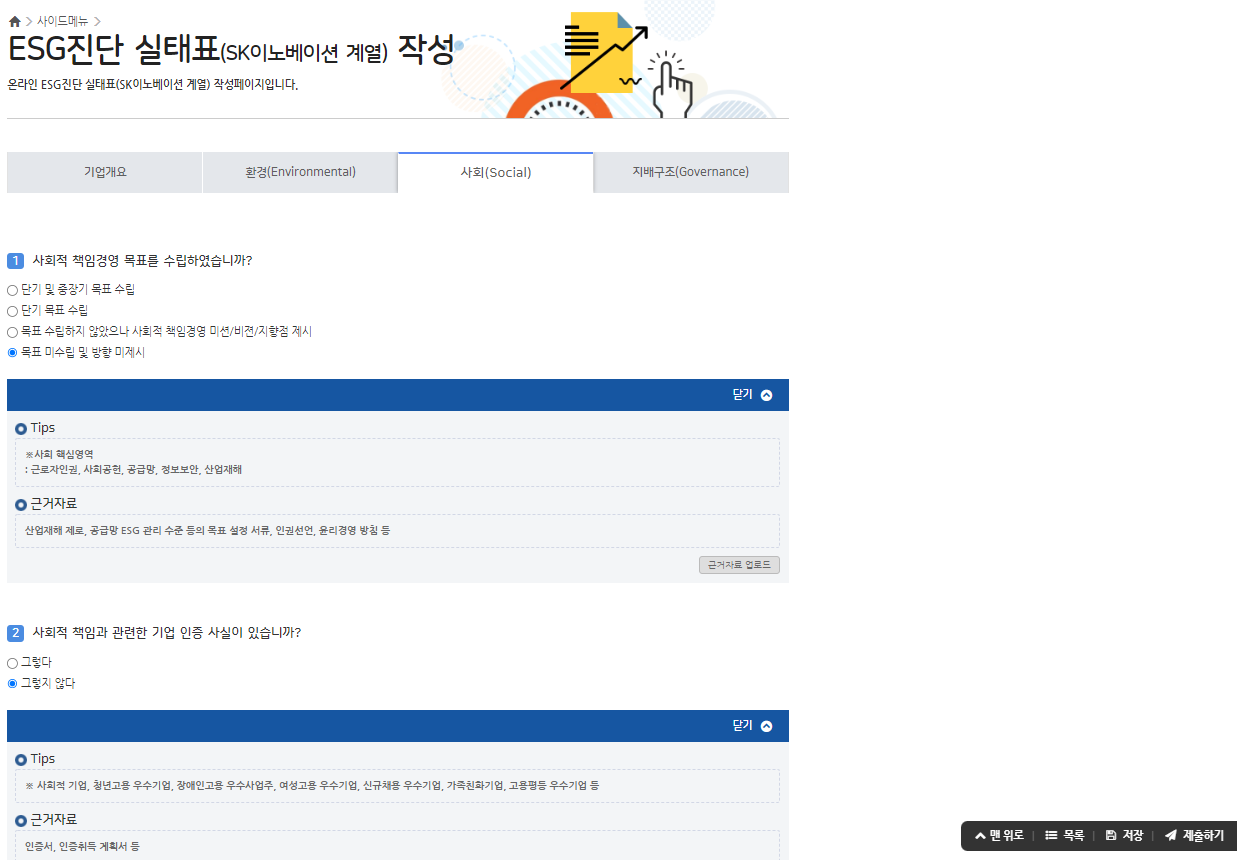 사이드메뉴
ESG진단 실태표(SK이노베이션 계열) 작성
온라인 ESG진단 실태표(SK이노베이션 계열) 작성페이지입니다.
기업개요 환경(Environmental) 사회(Social) 지배구조(Governance)
1 사회적 책임경영 목표를 수립하였습니까?
단기 및 중장기 목표 수립
단기 목표 수립
목표 수립하지 않았으나 사회적 책임경영 미션/비젼/지향점 제시
목표 미수립 및 방향 미제시
닫기
Tips
※사회 핵심영역
: 근로자인권, 사회공헌, 공급망, 정보보안, 산업재해
근거자료
산업재해 제로, 공급망 ESG 관리 수준 등의 목표 설정 서류, 인권선언, 윤리경영 방침 등
근거자료 업로드
2 사회적 책임과 관련한 기업 인증 사실이 있습니까?
그렇다
그렇지 않다
닫기
Tips
※ 사회적 기업, 청년고용 우수기업, 장애인고용 우수사업주, 여성고용 우수기업, 신규채용 우수기업, 가족친화기업, 고용평등 우수기업 등
근거자료
인증서, 인증취득 계획서 등
맨 위로 목록 저장 제출하기